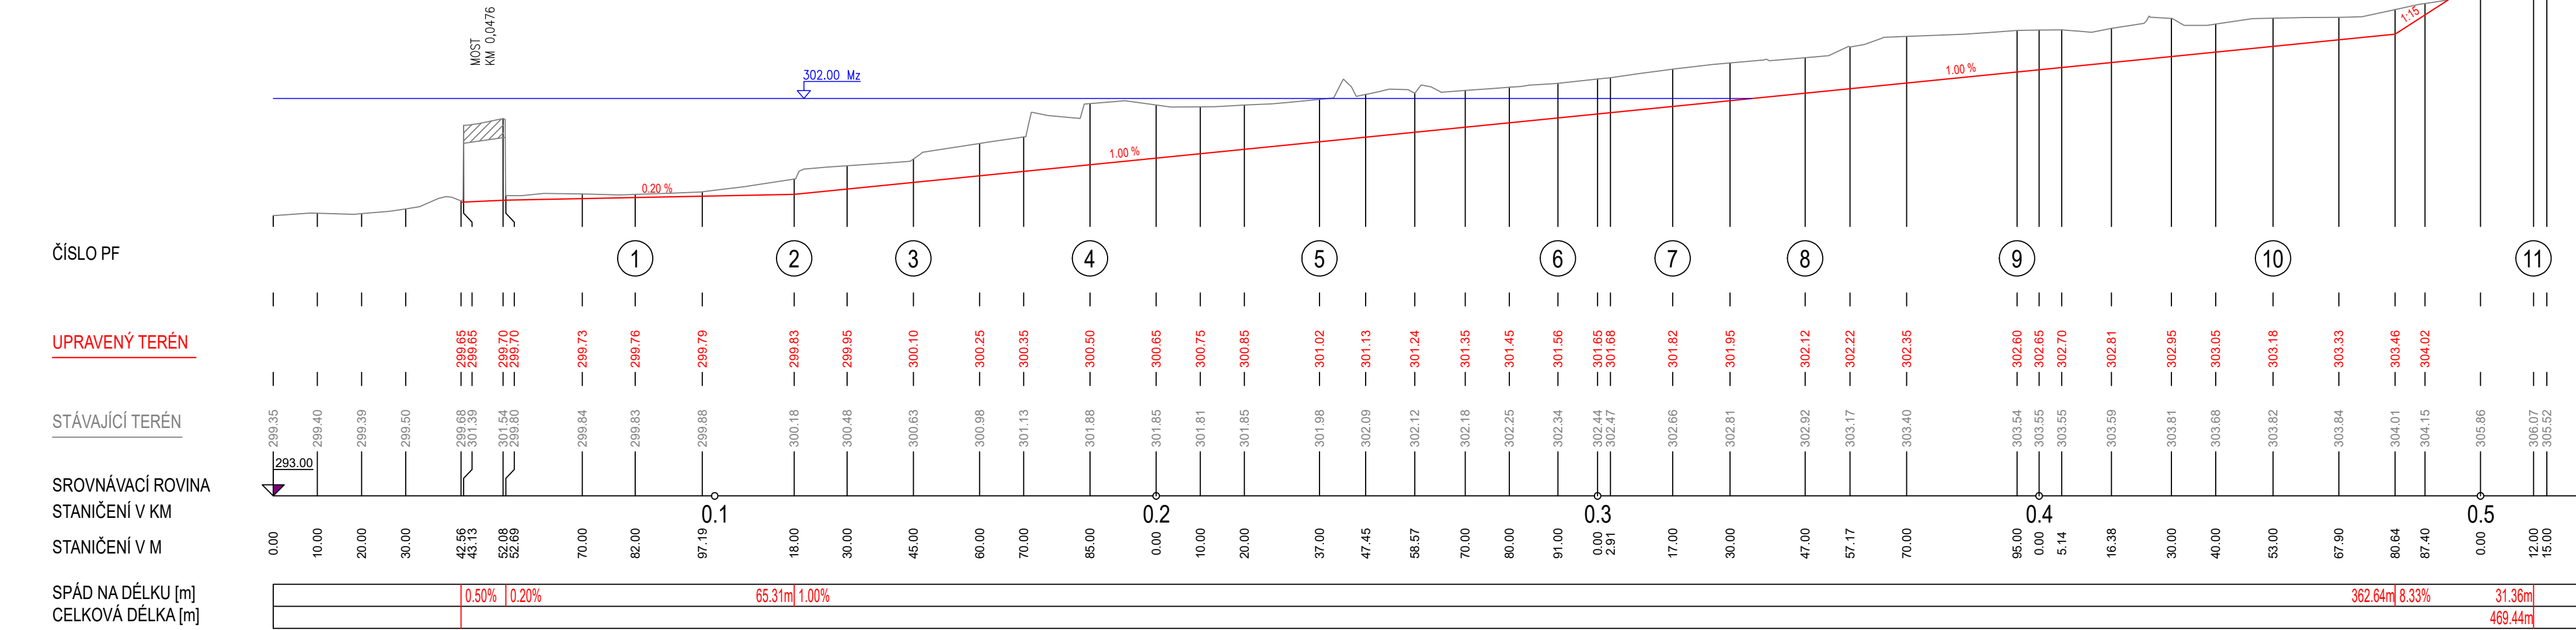 MOST
KM 0,0476
302.00 Mz
1:15
1.00 %
1.00 %
0.20 %
ČÍSLO PF
1 2 3 4 5 6 7 8 9 10 11
UPRAVENÝ TERÉN
299.65 299.65 299.70 299.70 299.73 299.76 299.79 299.83 299.95 300.10 300.25 300.35 300.50 300.65 300.75 300.85 301.02 301.13 301.24 301.35 301.45 301.56 301.65 301.68 301.82 301.95 302.12 302.22 302.35 302.60 302.65 302.70 302.81 302.95 303.05 303.18 303.33 303.46 304.02
STÁVAJÍCÍ TERÉN
299.35 299.40 299.39 299.50 299.68 301.39 301.54 299.80 299.84 299.83 299.88 300.18 300.48 300.63 300.98 301.13 301.88 301.85 301.81 301.85 301.98 302.09 302.12 302.18 302.25 302.34 302.44 302.47 302.66 302.81 302.92 303.17 303.40 303.54 303.55 303.55 303.59 303.81 303.68 303.82 303.84 304.01 304.15 305.86 306.07 305.52
293.00
SROVNÁVACÍ ROVINA
STANIČENÍ V KM
0.1 0.2 0.3 0.4 0.5
STANIČENÍ V M
0.00 10.00 20.00 30.00 42.56 43.13 52.08 52.69 70.00 82.00 97.19 18.00 30.00 45.00 60.00 70.00 85.00 0.00 10.00 20.00 37.00 47.45 58.57 70.00 80.00 91.00 0.00 2.91 17.00 30.00 47.00 57.17 70.00 95.00 0.00 5.14 16.38 30.00 40.00 53.00 67.90 80.64 87.40 0.00 12.00 15.00
SPÁD NA DÉLKU [m]
0.50% 0.20% 65.31m 1.00% 362.64m 8.33% 31.36m
CELKOVÁ DÉLKA [m]
469.44m